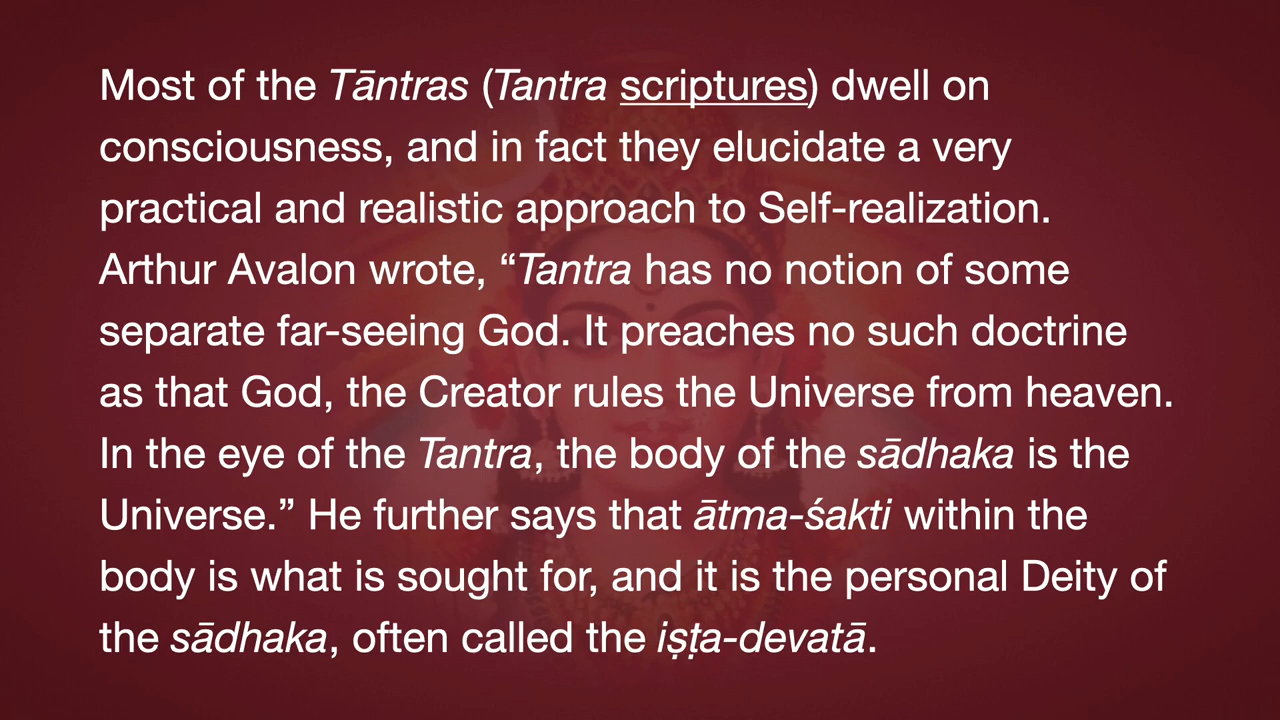 Most of the Tāntras (Tantra scriptures) dwell on
consciousness, and in fact they elucidate a very
practical and realistic approach to Self-realization.
Arthur Avalon wrote, “Tantra has no notion of some
separate far-seeing God. It preaches no such doctrine
as that God, the Creator rules the Universe from heaven.
In the eye of the Tantra, the body of the sādhaka is the
Universe.” He further says that ātma-śakti within the
body is what is sought for, and it is the personal Deity of
the sādhaka, often called the iṣṭa-devatā.